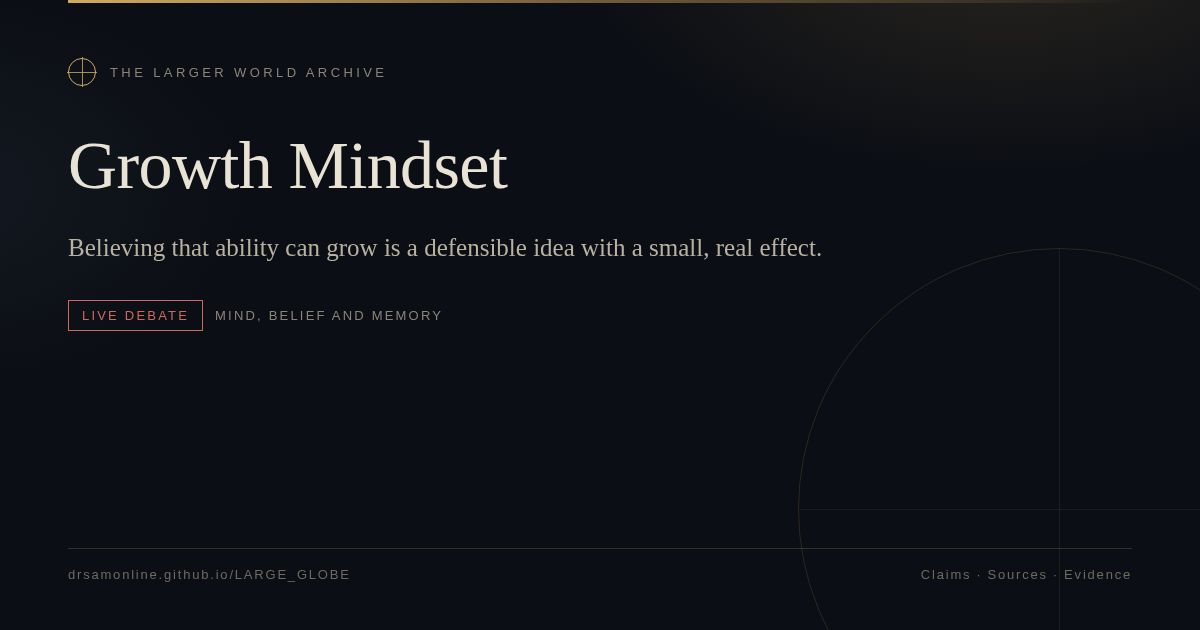 THE LARGER WORLD ARCHIVE
Growth Mindset
Believing that ability can grow is a defensible idea with a small, real effect.
LIVE DEBATE MIND, BELIEF AND MEMORY
drsamonline.github.io/LARGE_GLOBE
Claims · Sources · Evidence